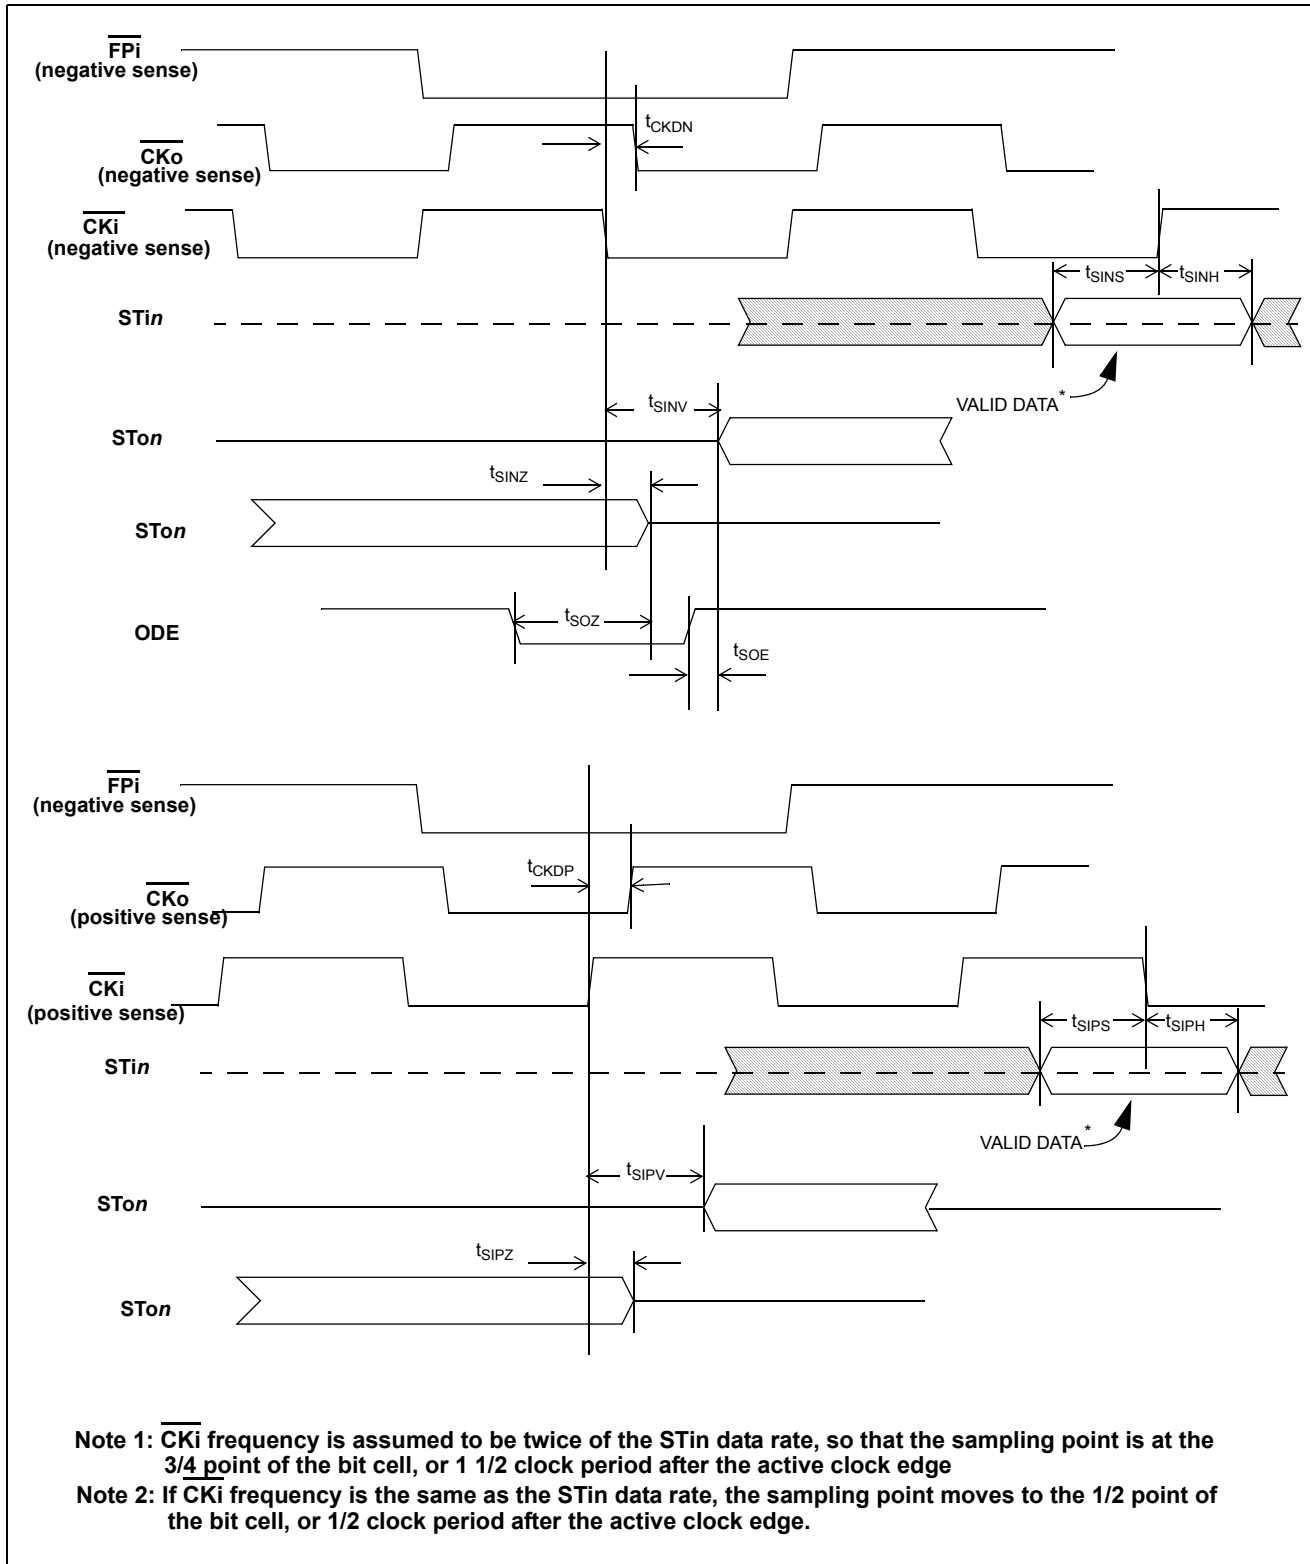 FPi
(negative sense)
tCKDN
CKo
(negative sense)
CKi
(negative sense)
tSINS
tSINH
STin
VALID DATA*
tSINV
STon
tSINZ
STon
tSOZ
ODE
tSOE
FPi
(negative sense)
tCKDP
CKo
(positive sense)
CKi
(positive sense)
tSIPS
tSIPH
STin
VALID DATA*
tSIPV
STon
tSIPZ
STon
Note 1: CKi frequency is assumed to be twice of the STin data rate, so that the sampling point is at the
3/4 point of the bit cell, or 1 1/2 clock period after the active clock edge
Note 2: If CKi frequency is the same as the STin data rate, the sampling point moves to the 1/2 point of
the bit cell, or 1/2 clock period after the active clock edge.